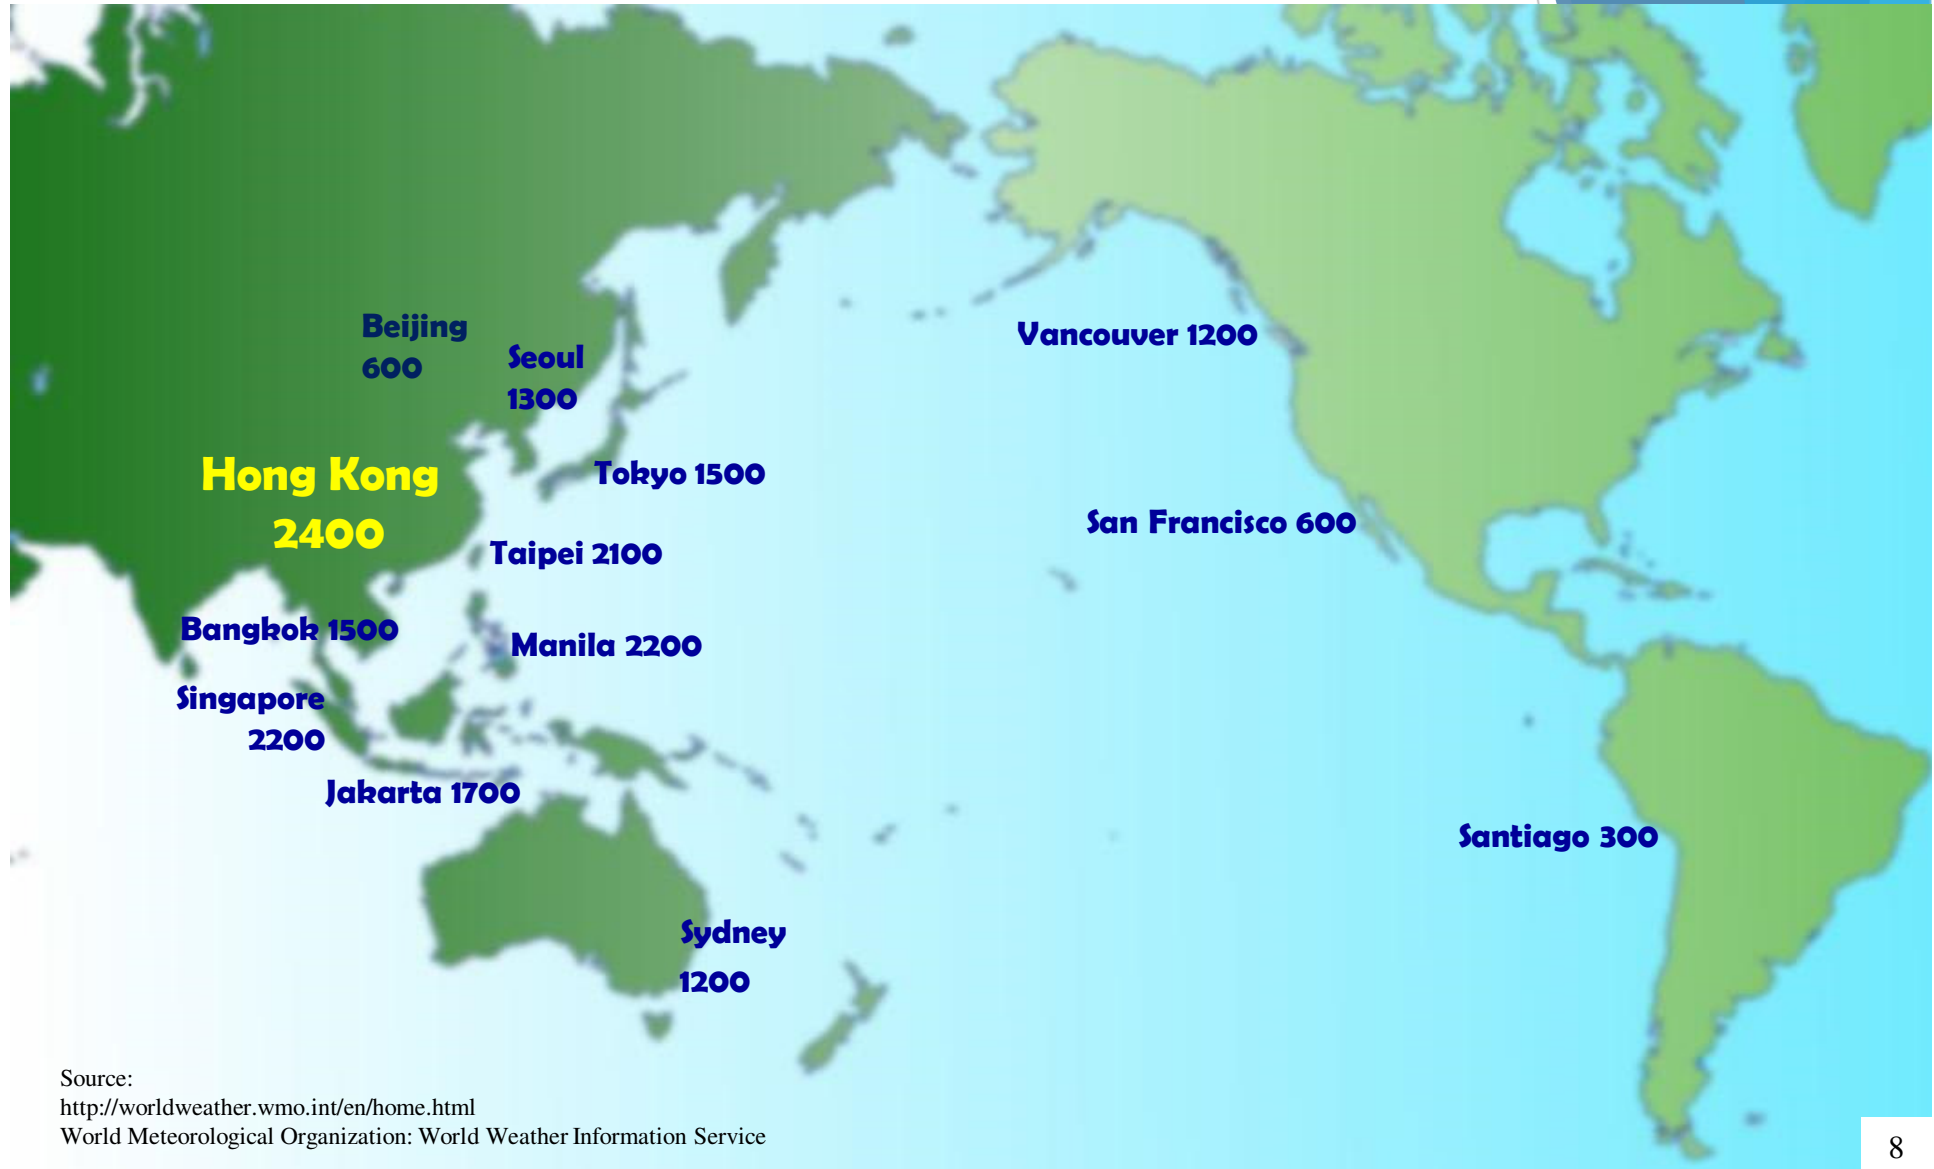 Beijing
600
Seoul
1300
Vancouver 1200
Hong Kong
2400
Tokyo 1500
San Francisco 600
Taipei 2100
Bangkok 1500
Manila 2200
Singapore
2200
Jakarta 1700
Santiago 300
Sydney
1200
Source:
http://worldweather.wmo.int/en/home.html
World Meteorological Organization: World Weather Information Service
8